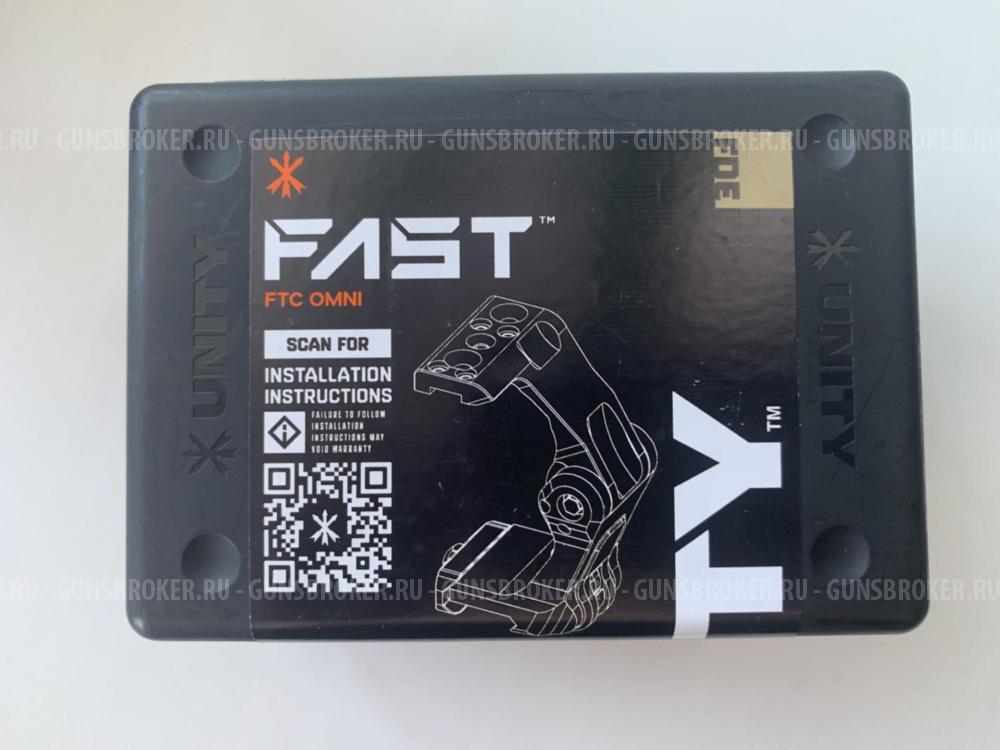 .RU - GUNSBROKER.RU - GUNSBROKER.RU - GUNSBROKER.RU - GUNSBROKER.RU - GUNSBROKER.RU
FDE
FAST™
FTC OMNI
SCAN FOR
INSTALLATION
INSTRUCTIONS
FAILURE TO FOLLOW
INSTALLATION
INSTRUCTIONS MAY
VOID WARRANTY
UNITY
UNITY
TY™
.RU - GUNSBROKER.RU - GUNSBROKER.RU - GUNSBROKER.RU - GUNSBROKER.RU - GUNSBROKER.RU